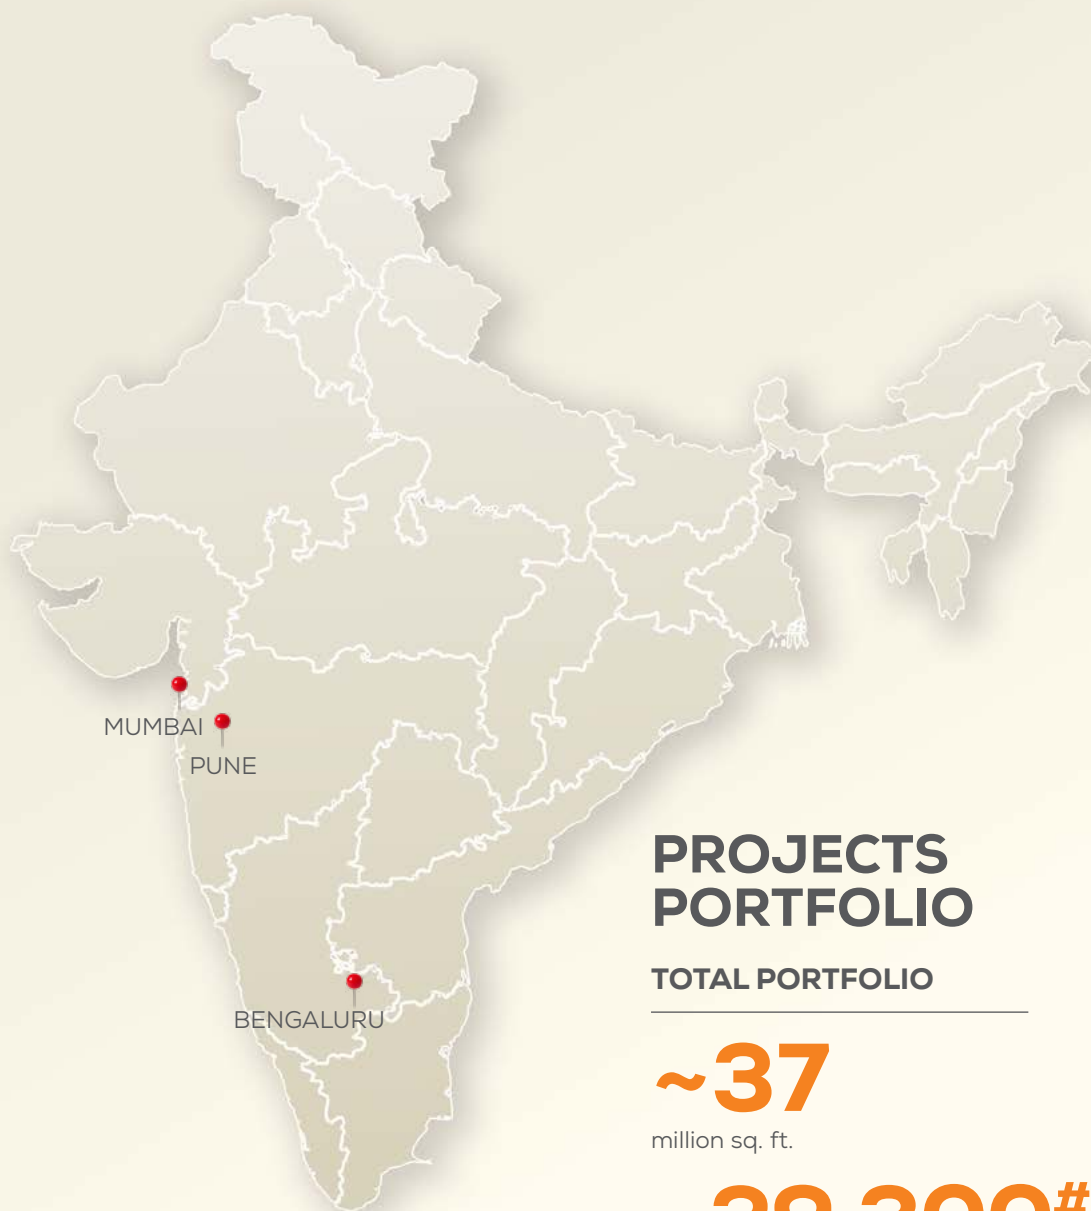 MUMBAI
PUNE
BENGALURU
PROJECTS
PORTFOLIO
TOTAL PORTFOLIO
~37
million sq. ft.